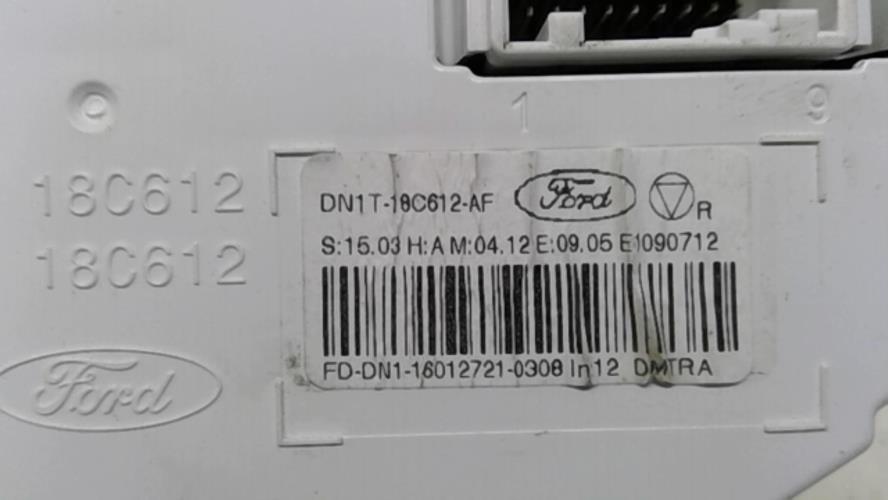 1 9
18C612
18C612
Ford
DN1T-18C612-AF Ford R
S:15.03 H:A M:04.12 E:09.05 E1090712
FD-DN1-16012721-0308 In12 DMTRA